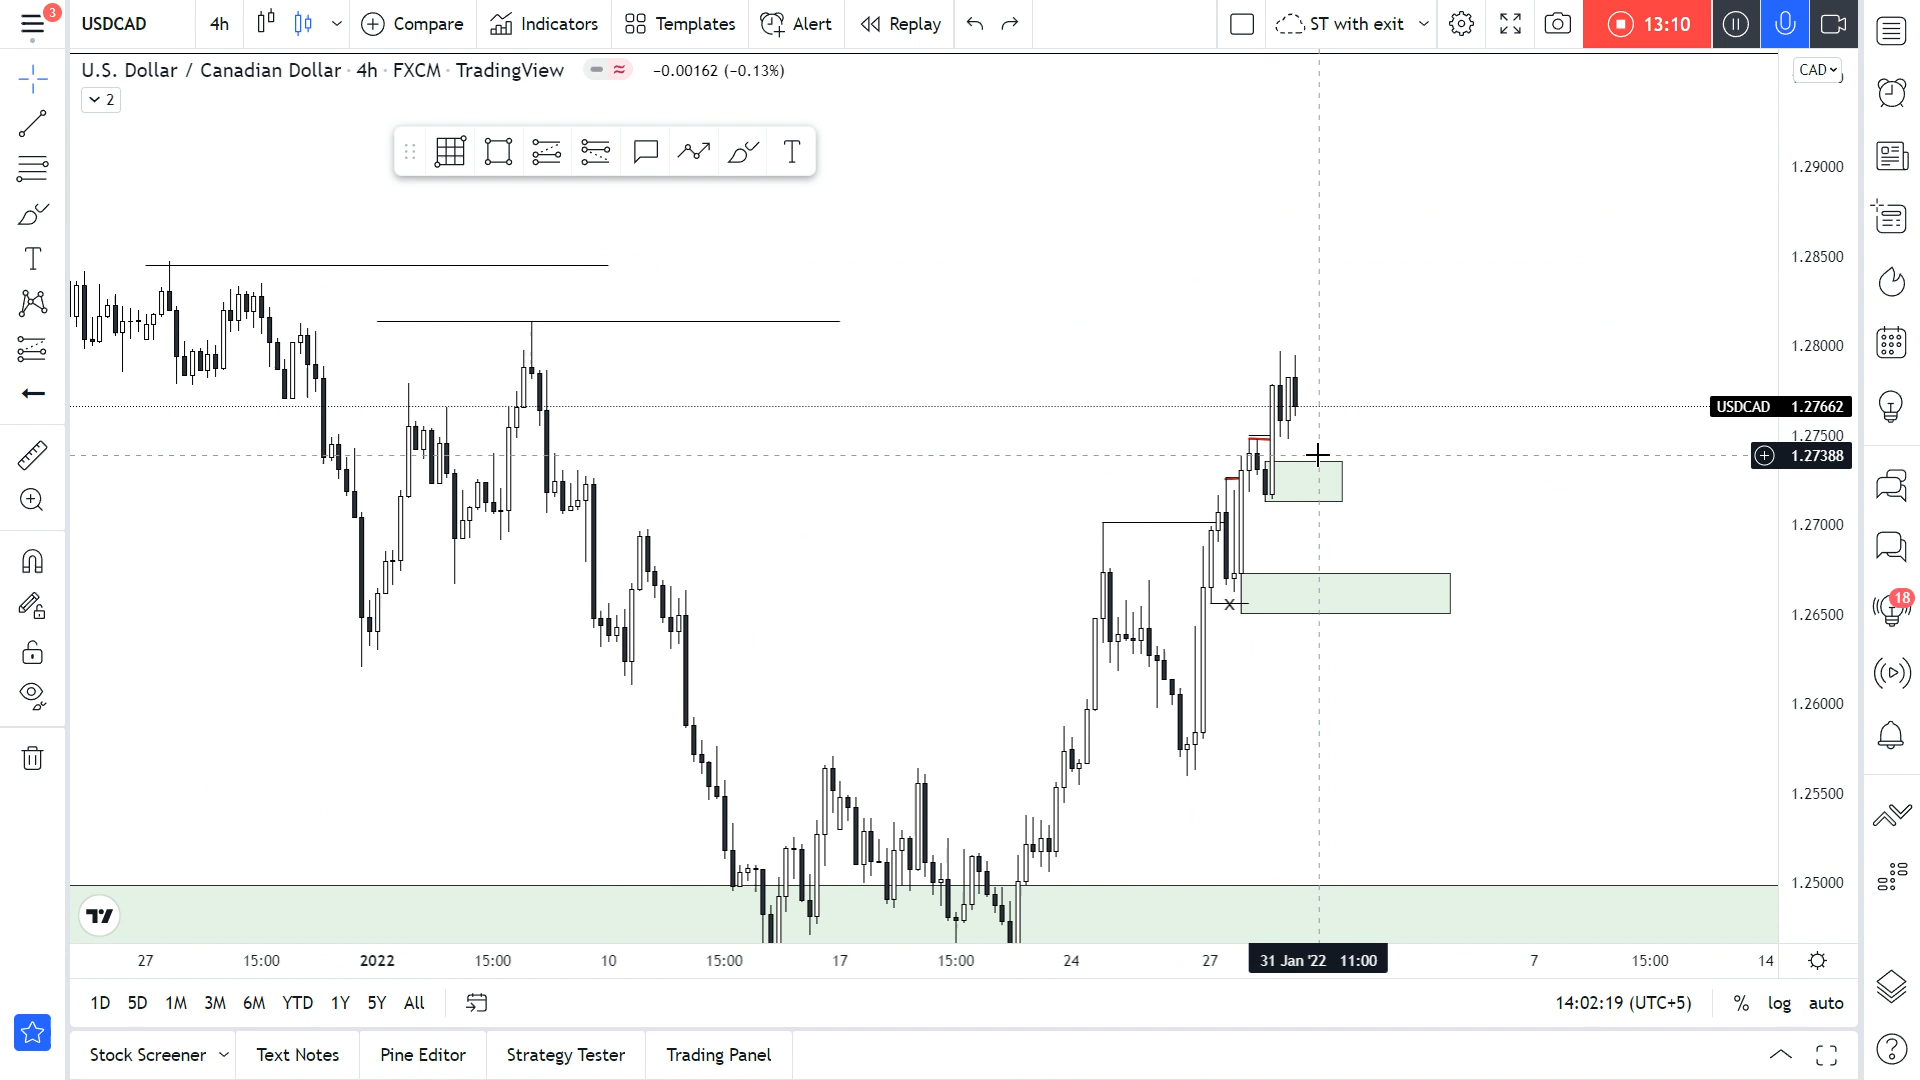 3
USDCAD
4h
Compare
Indicators
Templates
Alert
Replay
ST with exit
13:10
U.S. Dollar / Canadian Dollar · 4h · FXCM · TradingView
−0.00162 (−0.13%)
CAD
2
1.29000
1.28500
1.28000
USDCAD 1.27662
1.27500
1.27388
1.27000
1.26500
1.26000
1.25500
1.25000
X
18
27
15:00
2022
15:00
10
15:00
17
15:00
24
27
31 Jan '22 11:00
7
15:00
14
1D 5D 1M 3M 6M YTD 1Y 5Y All
14:02:19 (UTC+5)
% log auto
Stock Screener
Text Notes
Pine Editor
Strategy Tester
Trading Panel